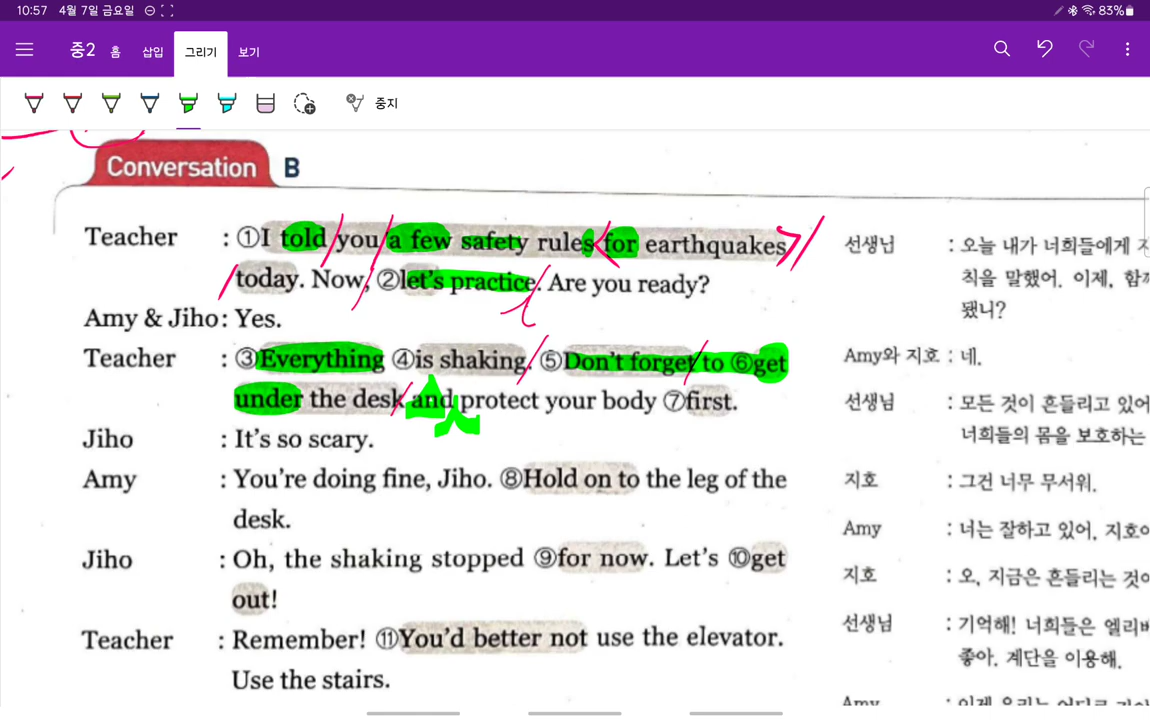 10:57 4월 7일 금요일 83%
중2 홈 삽입 그리기 보기
중지
Conversation B
Teacher : ①I told you a few safety rules for earthquakes
today. Now, ②let's practice. Are you ready?
Amy & Jiho : Yes.
Teacher : ③Everything ④is shaking. ⑤Don't forget to ⑥get
under the desk and protect your body ⑦first.
Jiho : It's so scary.
Amy : You're doing fine, Jiho. ⑧Hold on to the leg of the
desk.
Jiho : Oh, the shaking stopped ⑨for now. Let's ⑩get
out!
Teacher : Remember! ⑪You'd better not use the elevator.
Use the stairs.
선생님 : 오늘 내가 너희들에게
칙을 말했어. 이제,
됐니?
Amy와 지호 : 네.
선생님 : 모든 것이 흔들리고 있어
너희들의 몸을 보호하는
지호 : 그건 너무 무서워.
Amy : 너는 잘하고 있어, 지호
지호 : 오, 지금은 흔들리는 것
선생님 : 기억해! 너희들은
좋아. 계단을 이용해.